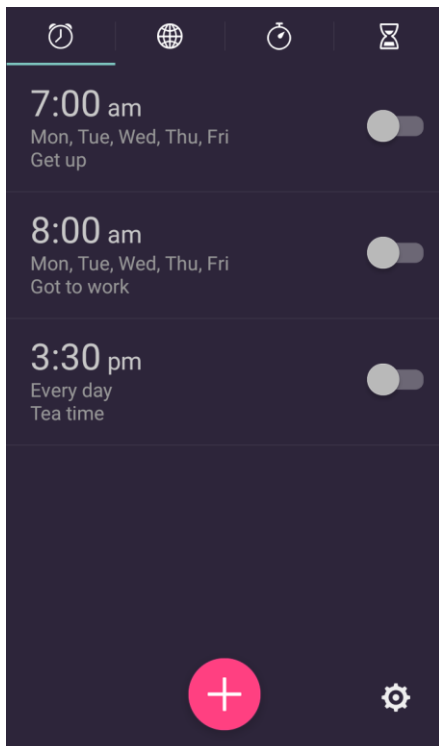 7:00 am
Mon, Tue, Wed, Thu, Fri
Get up
8:00 am
Mon, Tue, Wed, Thu, Fri
Got to work
3:30 pm
Every day
Tea time